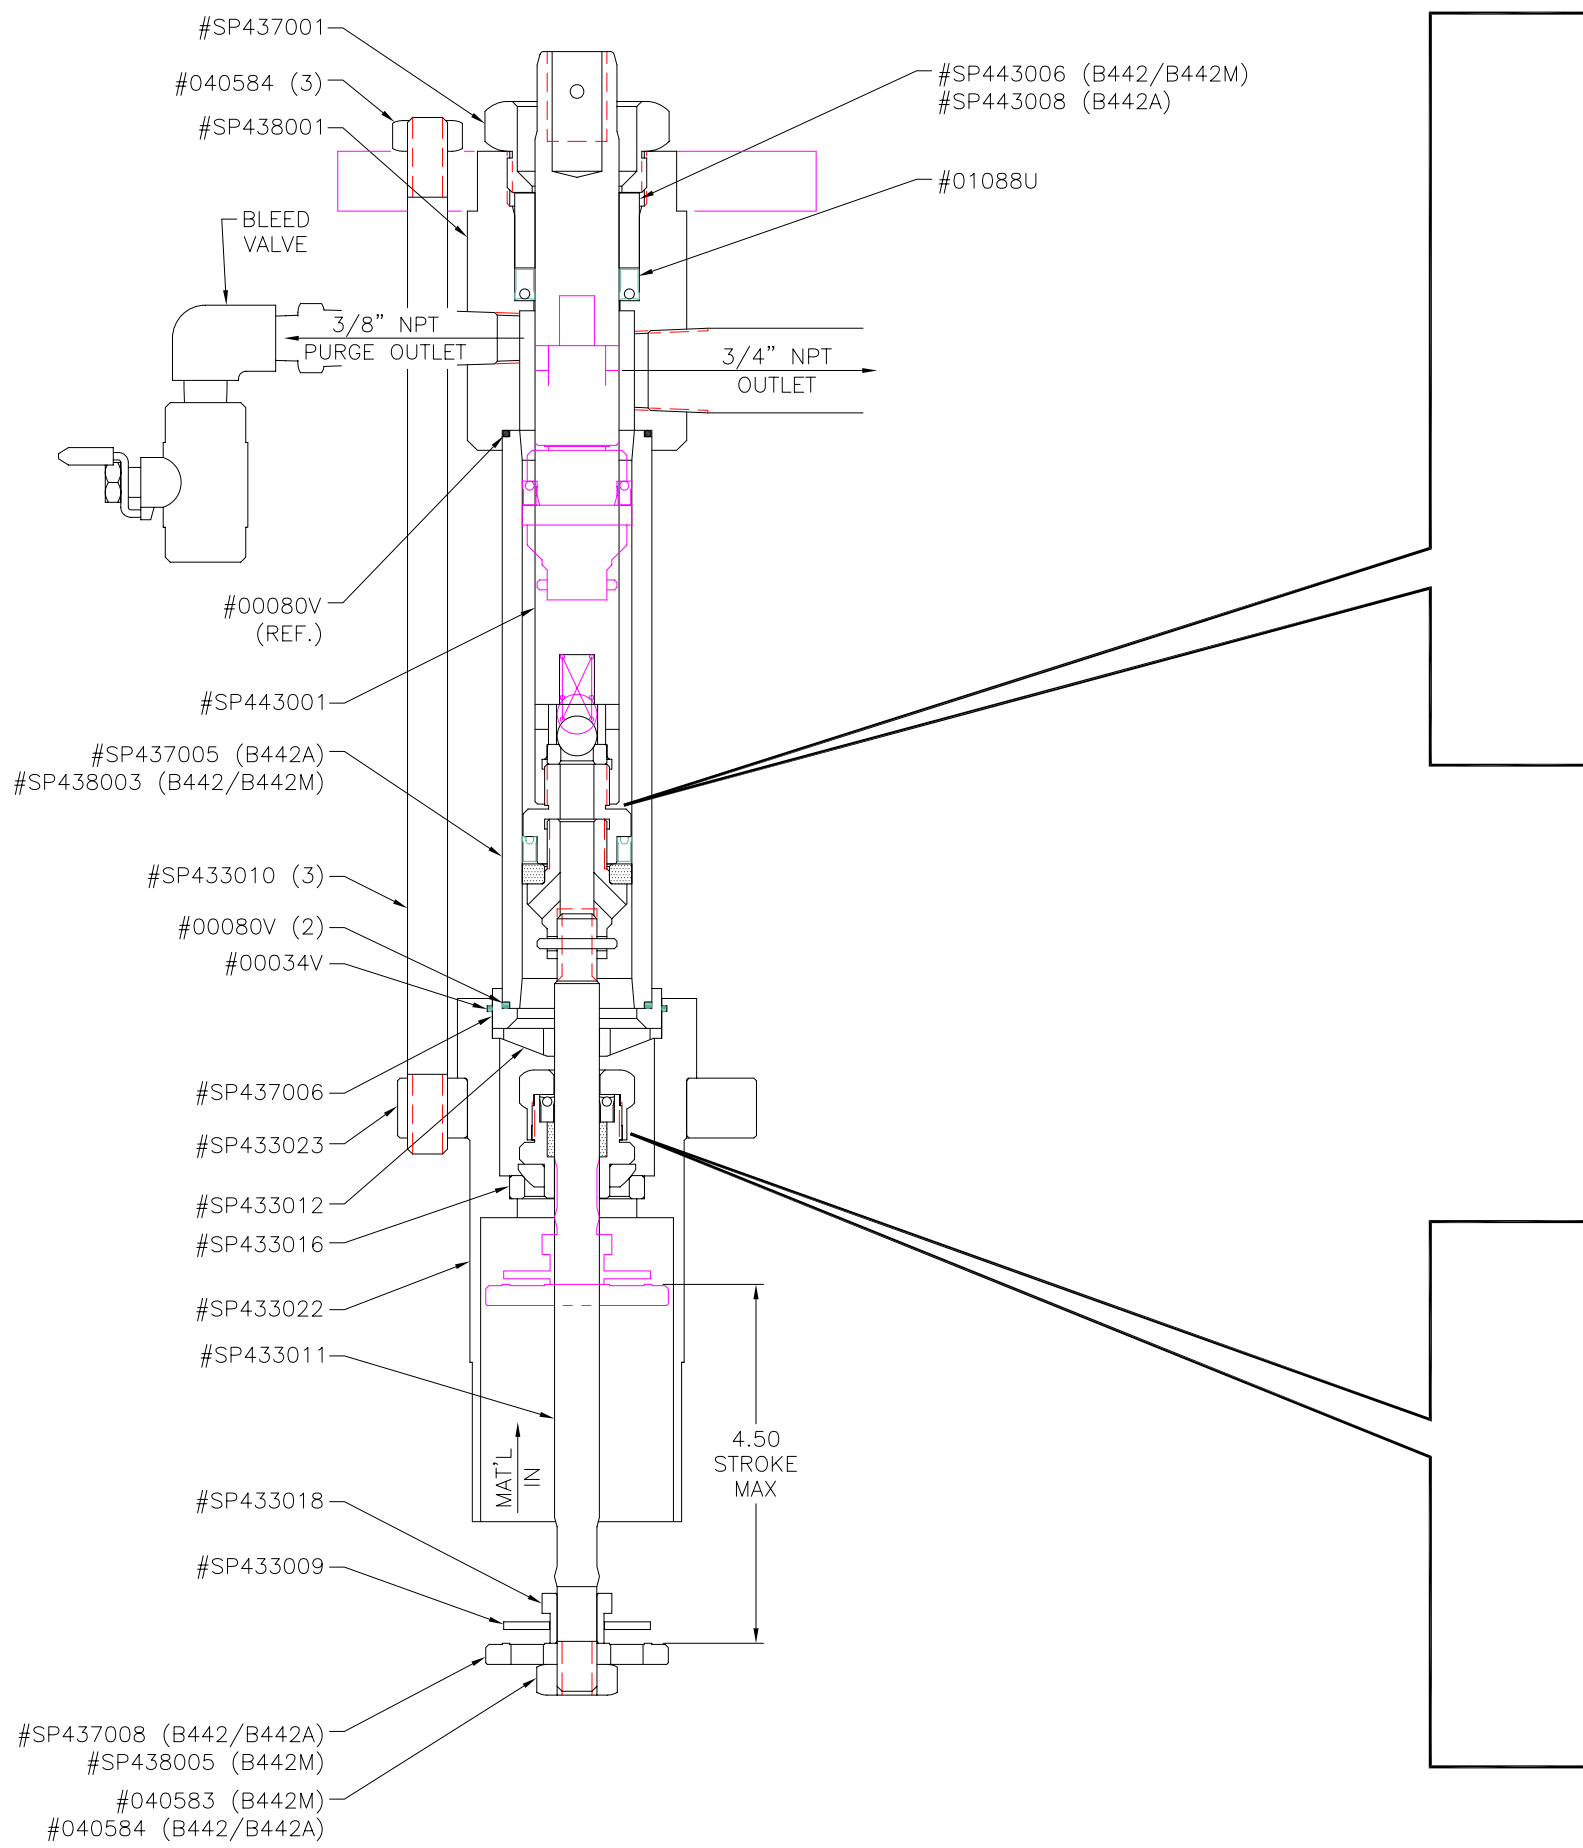 #SP437001
#040584 (3)
#SP438001
#SP443006 (B442/B442M)
#SP443008 (B442A)
#01088U
BLEED
VALVE
3/8” NPT
PURGE OUTLET
3/4” NPT
OUTLET
#00080V
(REF.)
#SP443001
#SP437005 (B442A)
#SP438003 (B442/B442M)
#SP433010 (3)
#00080V (2)
#00034V
#SP437006
#SP433023
#SP433012
#SP433016
#SP433022
#SP433011
4.50
STROKE
MAX
MAT'L
IN
#SP433018
#SP433009
#SP437008 (B442/B442A)
#SP438005 (B442M)
#040583 (B442M)
#040584 (B442/B442A)